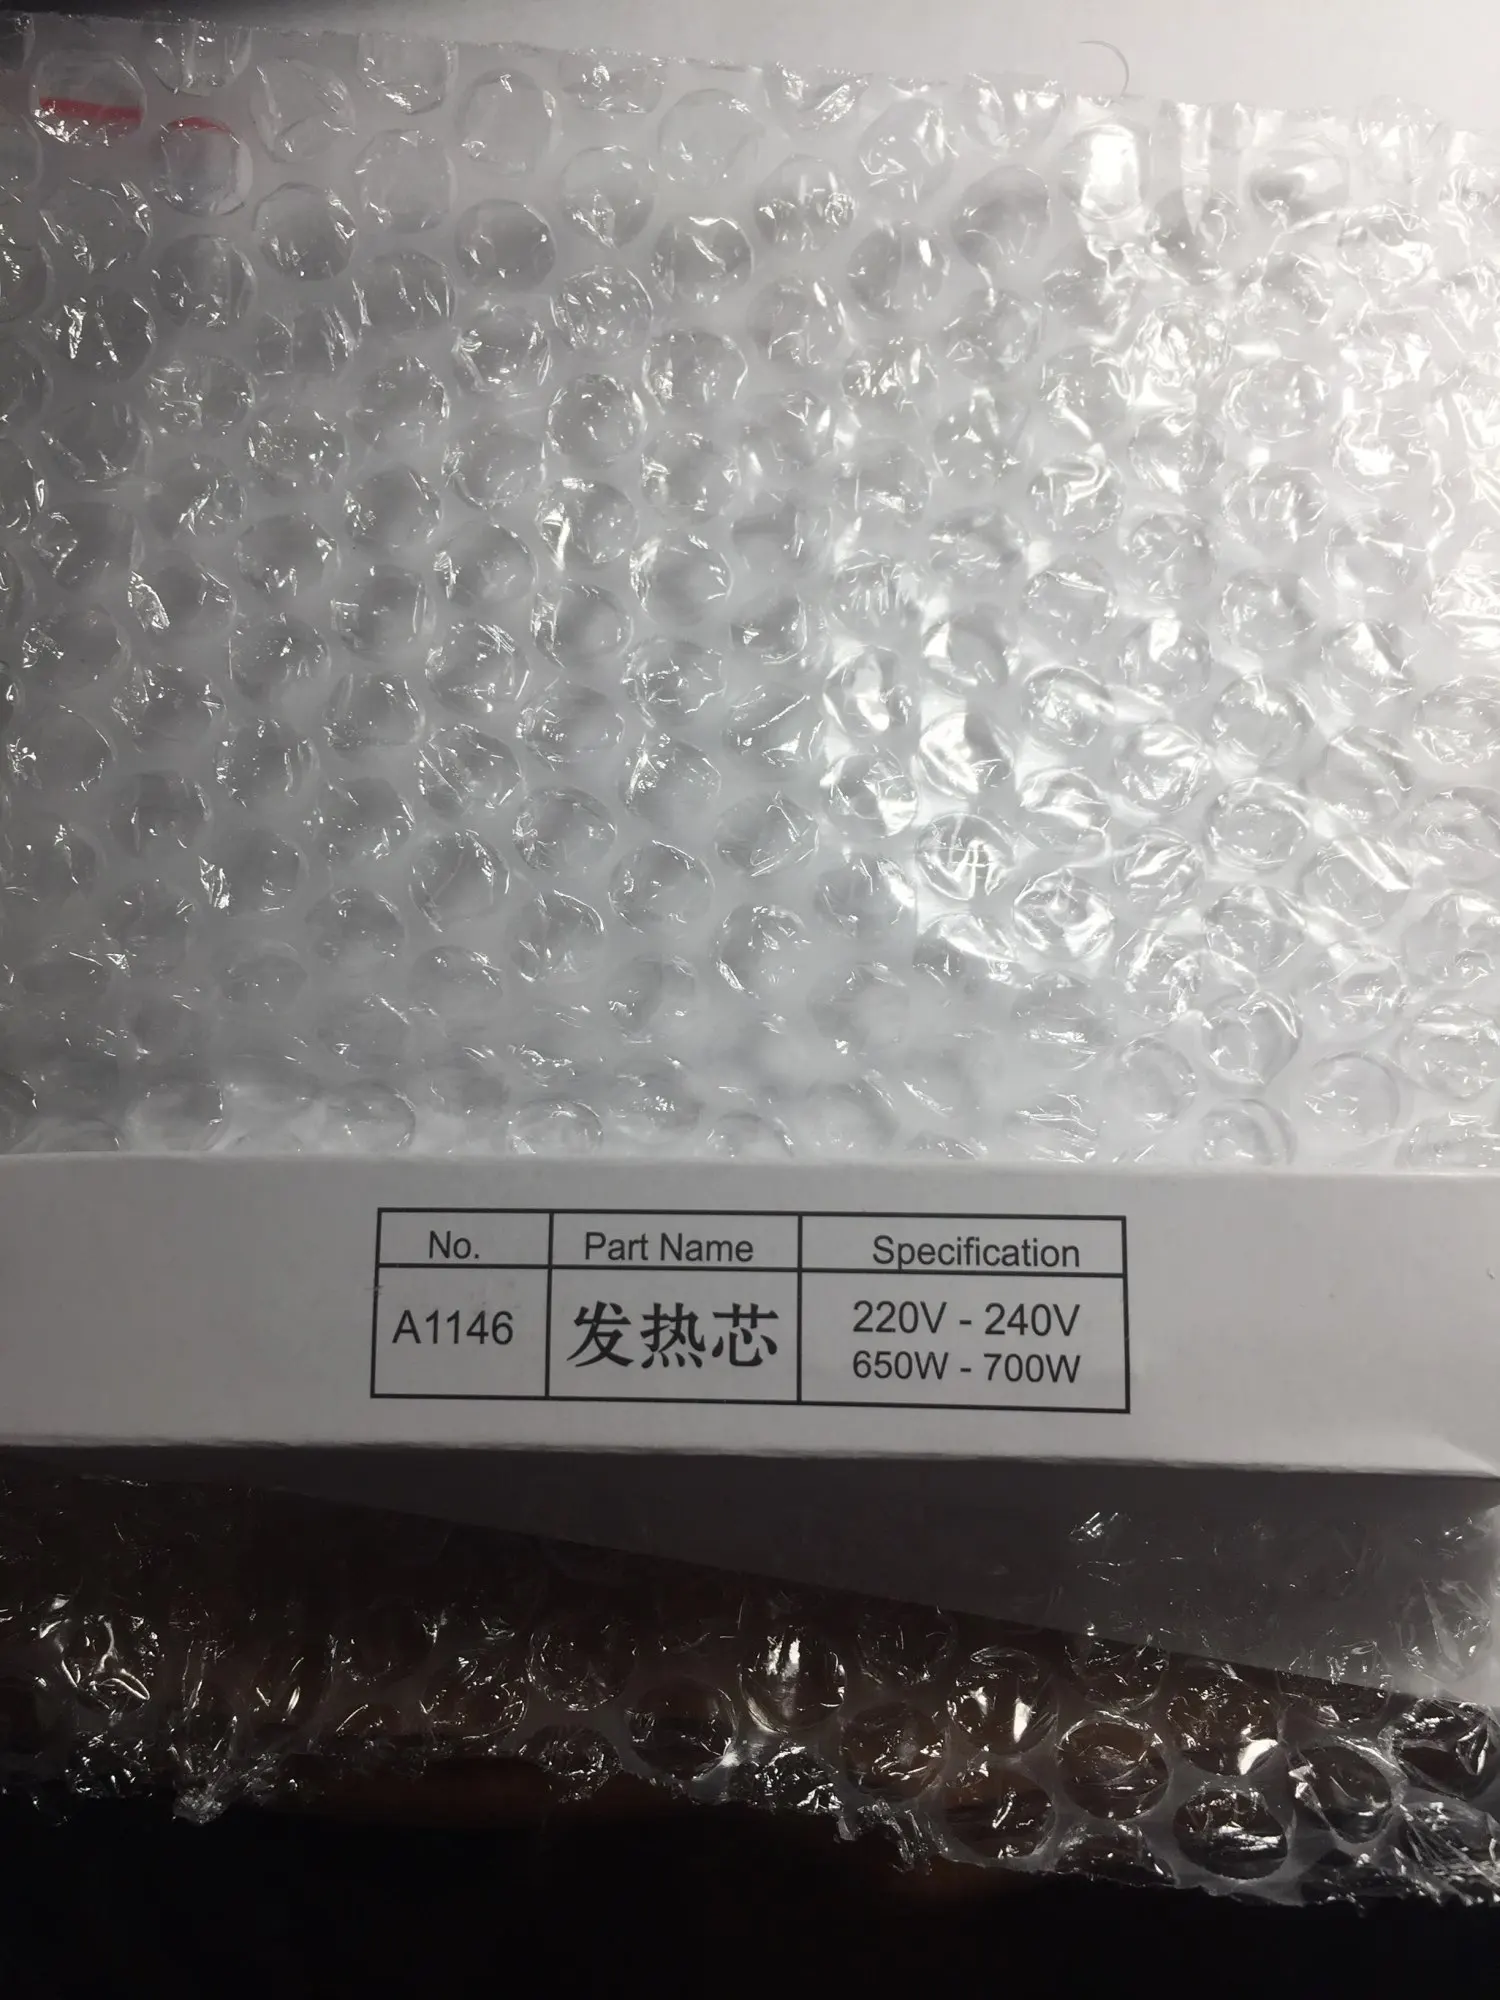 No. Part Name Specification
A1146 发热芯 220V - 240V
650W - 700W